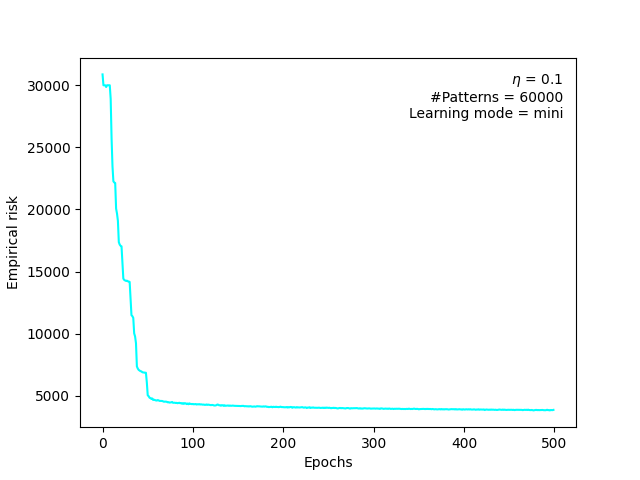 η = 0.1
#Patterns = 60000
Learning mode = mini
30000
25000
20000
15000
10000
5000
Empirical risk
0 100 200 300 400 500
Epochs